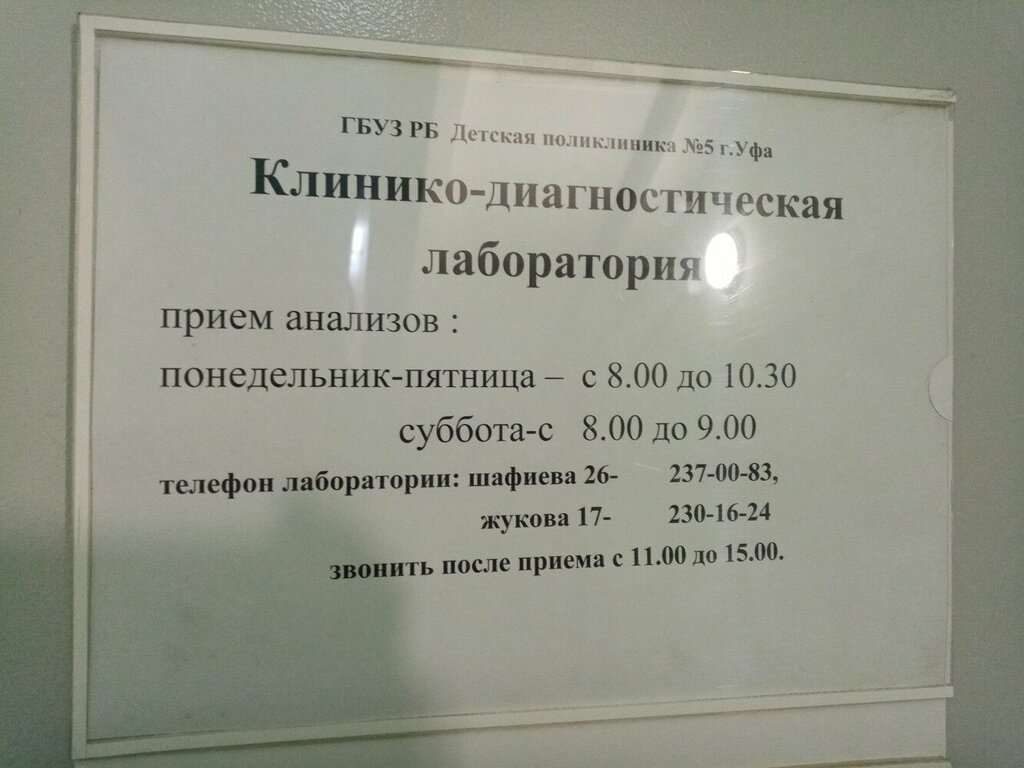 ГБУЗ РБ Детская поликлиника №5 г.Уфа
Клинико-диагностическая
лаборатория
прием анализов :
понедельник-пятница – с 8.00 до 10.30
суббота-с 8.00 до 9.00
телефон лаборатории: шафиева 26- 237-00-83,
жукова 17- 230-16-24
звонить после приема с 11.00 до 15.00.